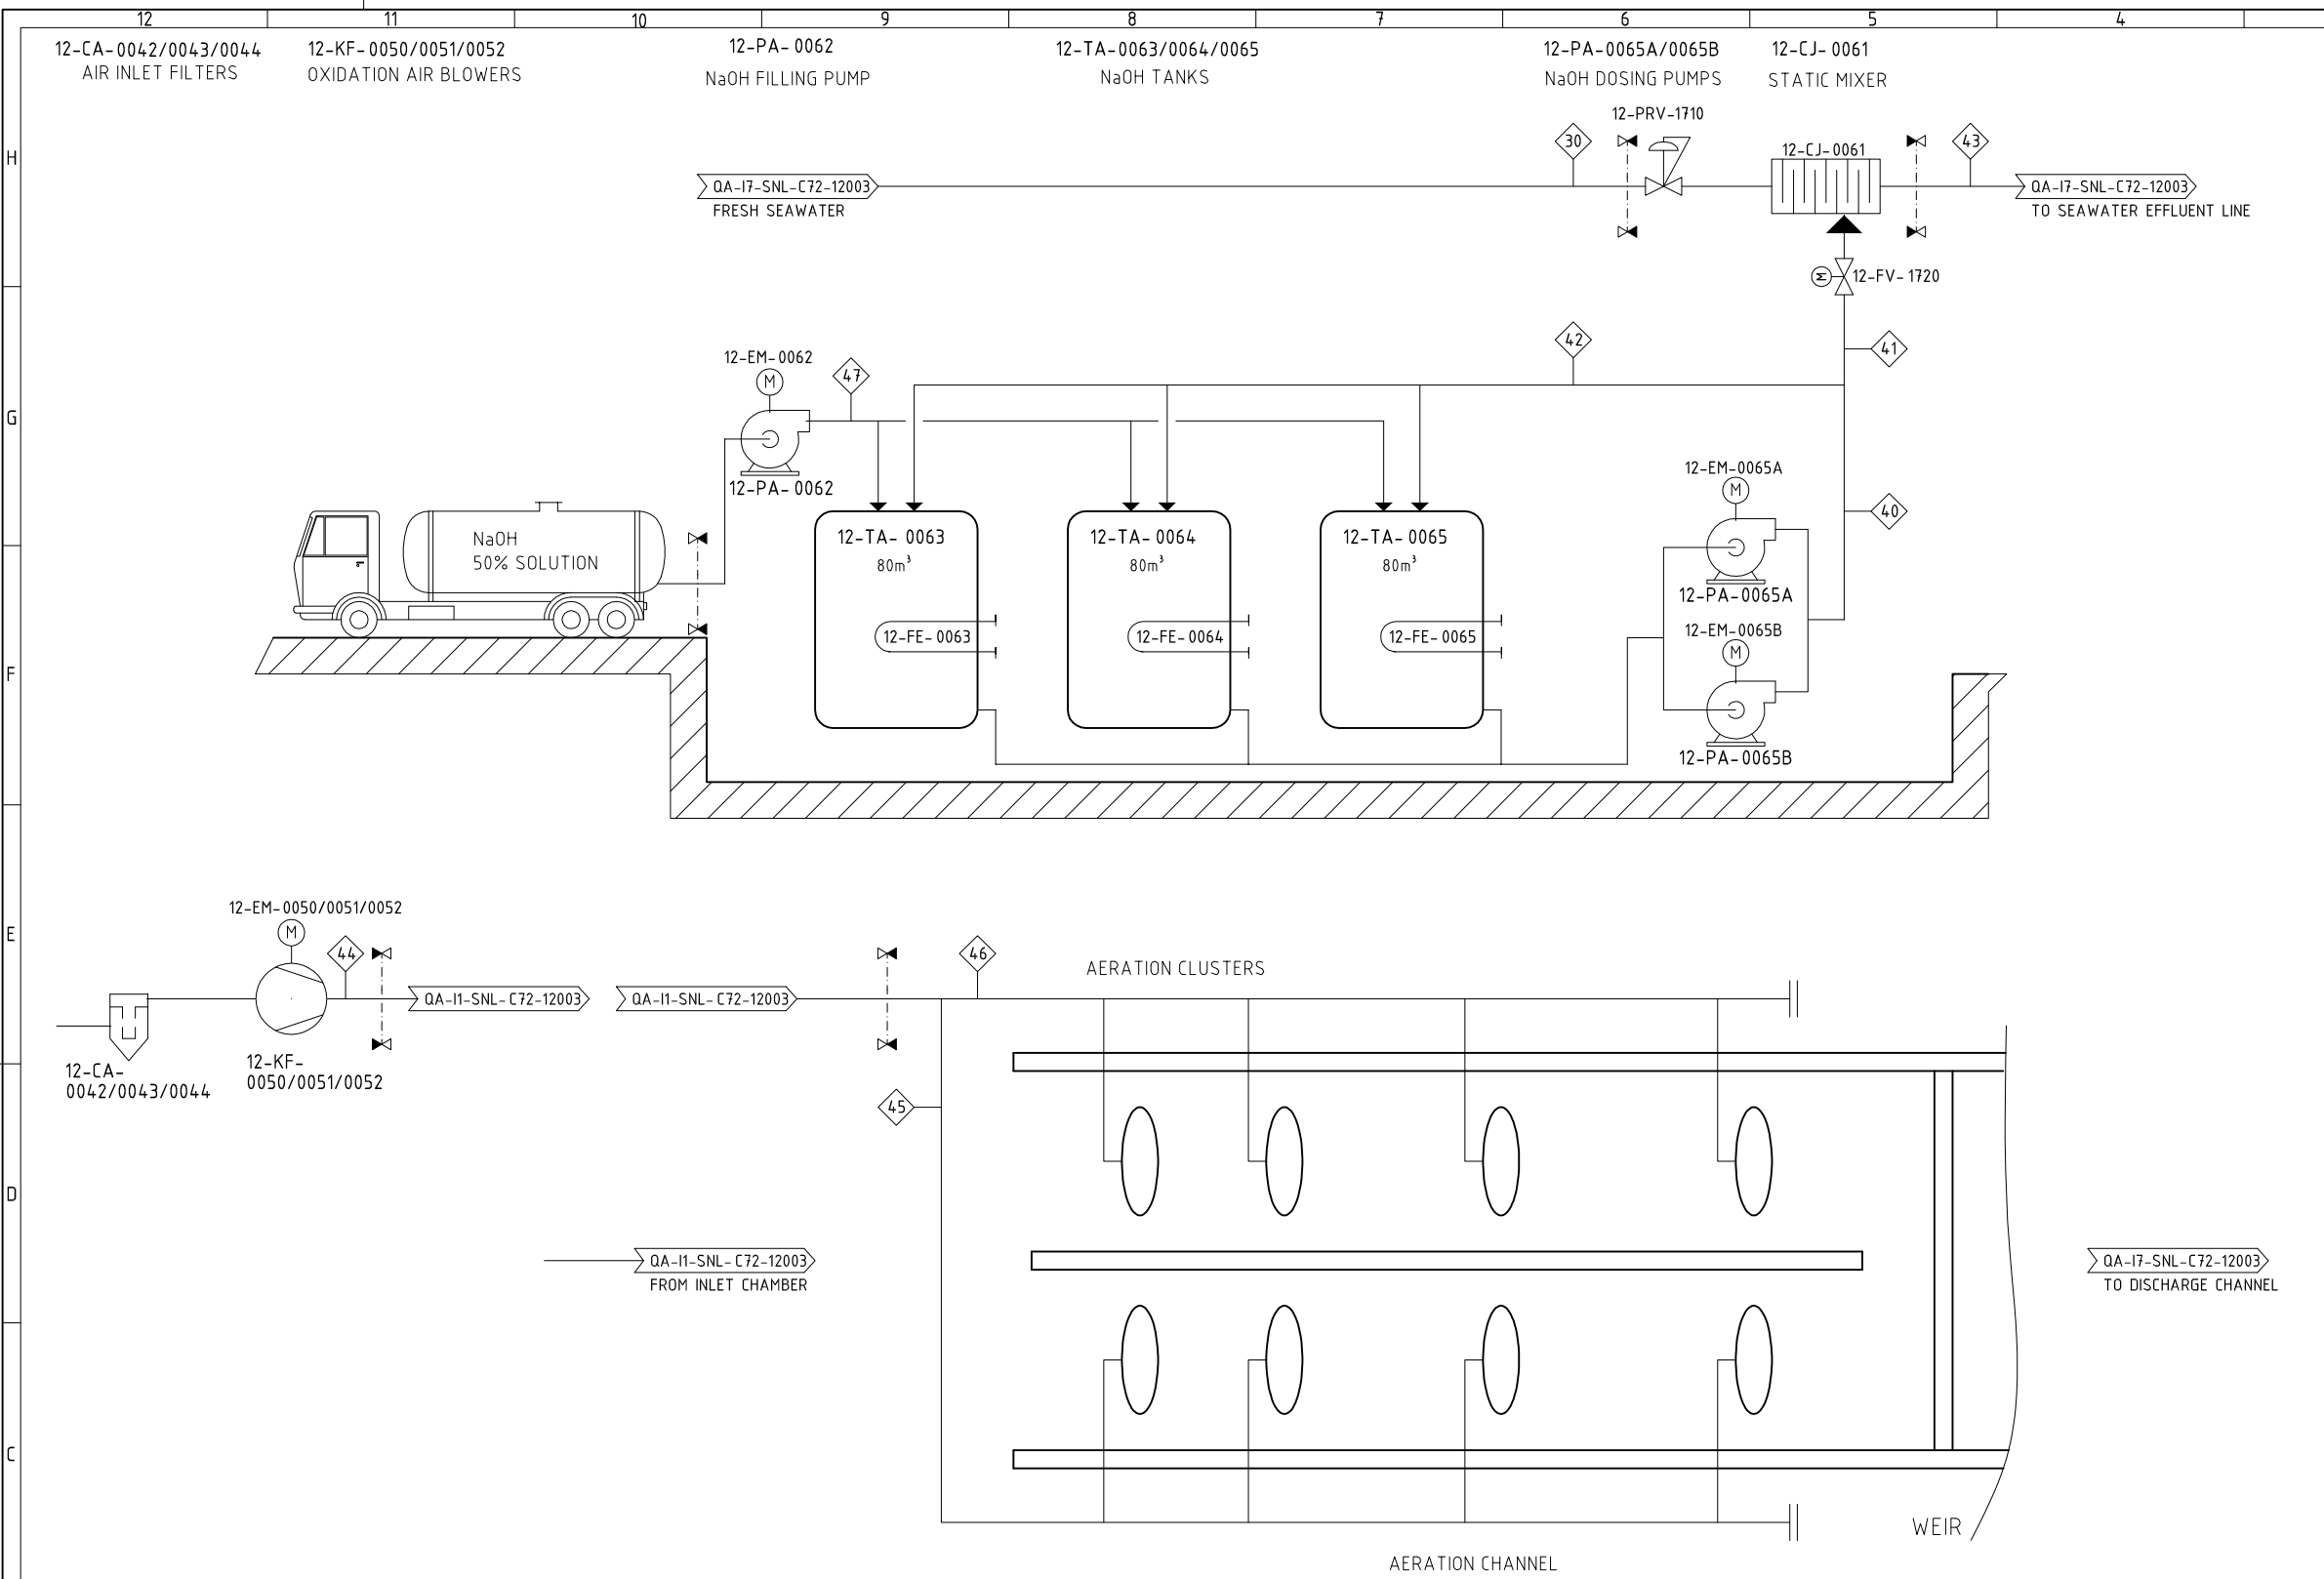 12 11 10 9 8 7 6 5 4
12-CA-0042/0043/0044
AIR INLET FILTERS
12-KF-0050/0051/0052
OXIDATION AIR BLOWERS
12-PA-0062
NaOH FILLING PUMP
12-TA-0063/0064/0065
NaOH TANKS
12-PA-0065A/0065B
NaOH DOSING PUMPS
12-CJ-0061
STATIC MIXER
12-PRV-1710
H
30
12-CJ-0061
43
QA-I7-SNL-C72-12003
FRESH SEAWATER
QA-I7-SNL-C72-12003
TO SEAWATER EFFLUENT LINE
M
12-FV-1720
42
41
12-EM-0062
M
47
G
12-PA-0062
12-EM-0065A
M
40
NaOH
50% SOLUTION
12-TA-0063
80m³
12-TA-0064
80m³
12-TA-0065
80m³
12-PA-0065A
12-FE-0063
12-FE-0064
12-FE-0065
12-EM-0065B
M
F
12-PA-0065B
12-EM-0050/0051/0052
M
E
44
46
AERATION CLUSTERS
QA-I1-SNL-C72-12003
QA-I1-SNL-C72-12003
12-CA-
0042/0043/0044
12-KF-
0050/0051/0052
45
D
QA-I1-SNL-C72-12003
FROM INLET CHAMBER
QA-I7-SNL-C72-12003
TO DISCHARGE CHANNEL
C
WEIR
AERATION CHANNEL